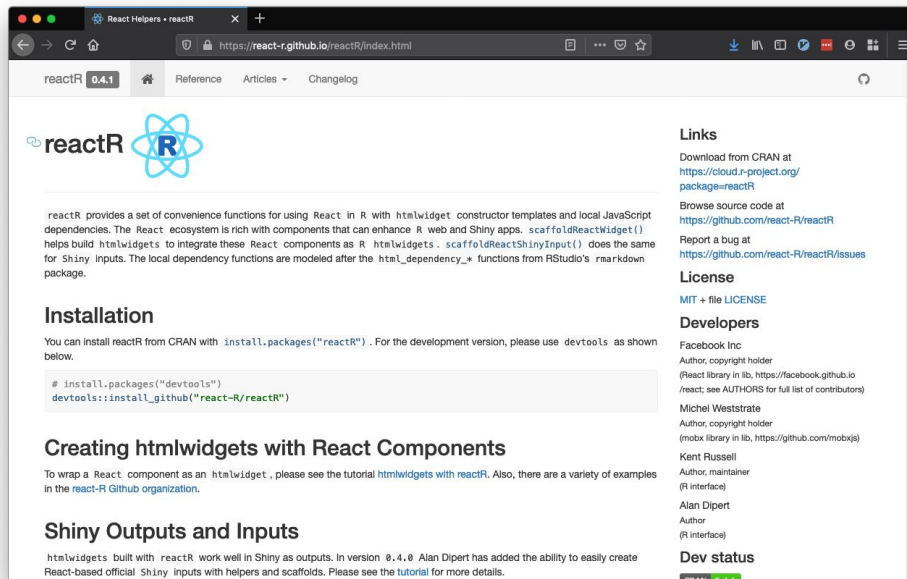 React Helpers • reactR
https://react-r.github.io/reactR/index.html
reactR 0.4.1 Reference Articles Changelog
reactR R
reactR provides a set of convenience functions for using React in R with htmlwidget constructor templates and local JavaScript
dependencies. The React ecosystem is rich with components that can enhance R web and Shiny apps. scaffoldReactWidget()
helps build htmlwidgets to integrate these React components as R htmlwidgets. scaffoldReactShinyInput() does the same
for Shiny inputs. The local dependency functions are modeled after the html_dependency_* functions from RStudio's rmarkdown
package.
Installation
You can install reactR from CRAN with install.packages("reactR"). For the development version, please use devtools as shown
below.
# install.packages("devtools")
devtools::install_github("react-R/reactR")
Creating htmlwidgets with React Components
To wrap a React component as an htmlwidget, please see the tutorial htmlwidgets with reactR. Also, there are a variety of examples
in the react-R Github organization.
Shiny Outputs and Inputs
htmlwidgets built with reactR work well in Shiny as outputs. In version 0.4.0 Alan Dipert has added the ability to easily create
React-based official Shiny inputs with helpers and scaffolds. Please see the tutorial for more details.
Links
Download from CRAN at
https://cloud.r-project.org/
package=reactR
Browse source code at
https://github.com/react-R/reactR
Report a bug at
https://github.com/react-R/reactR/issues
License
MIT + file LICENSE
Developers
Facebook Inc
Author, copyright holder
(React library in lib, https://facebook.github.io
/react; see AUTHORS for full list of contributors)
Michel Weststrate
Author, copyright holder
(mobx library in lib, https://github.com/mobxjs)
Kent Russell
Author, maintainer
(R interface)
Alan Dipert
Author
(R interface)
Dev status